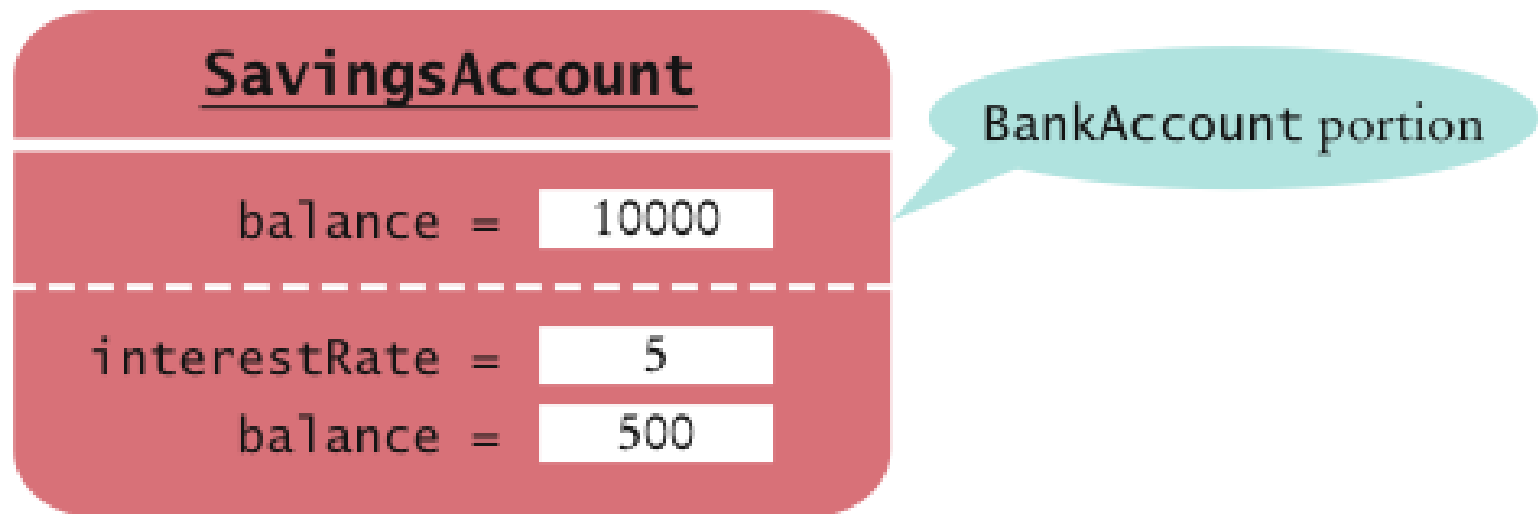 SavingsAccount
BankAccount portion
balance = 10000
interestRate = 5
balance = 500